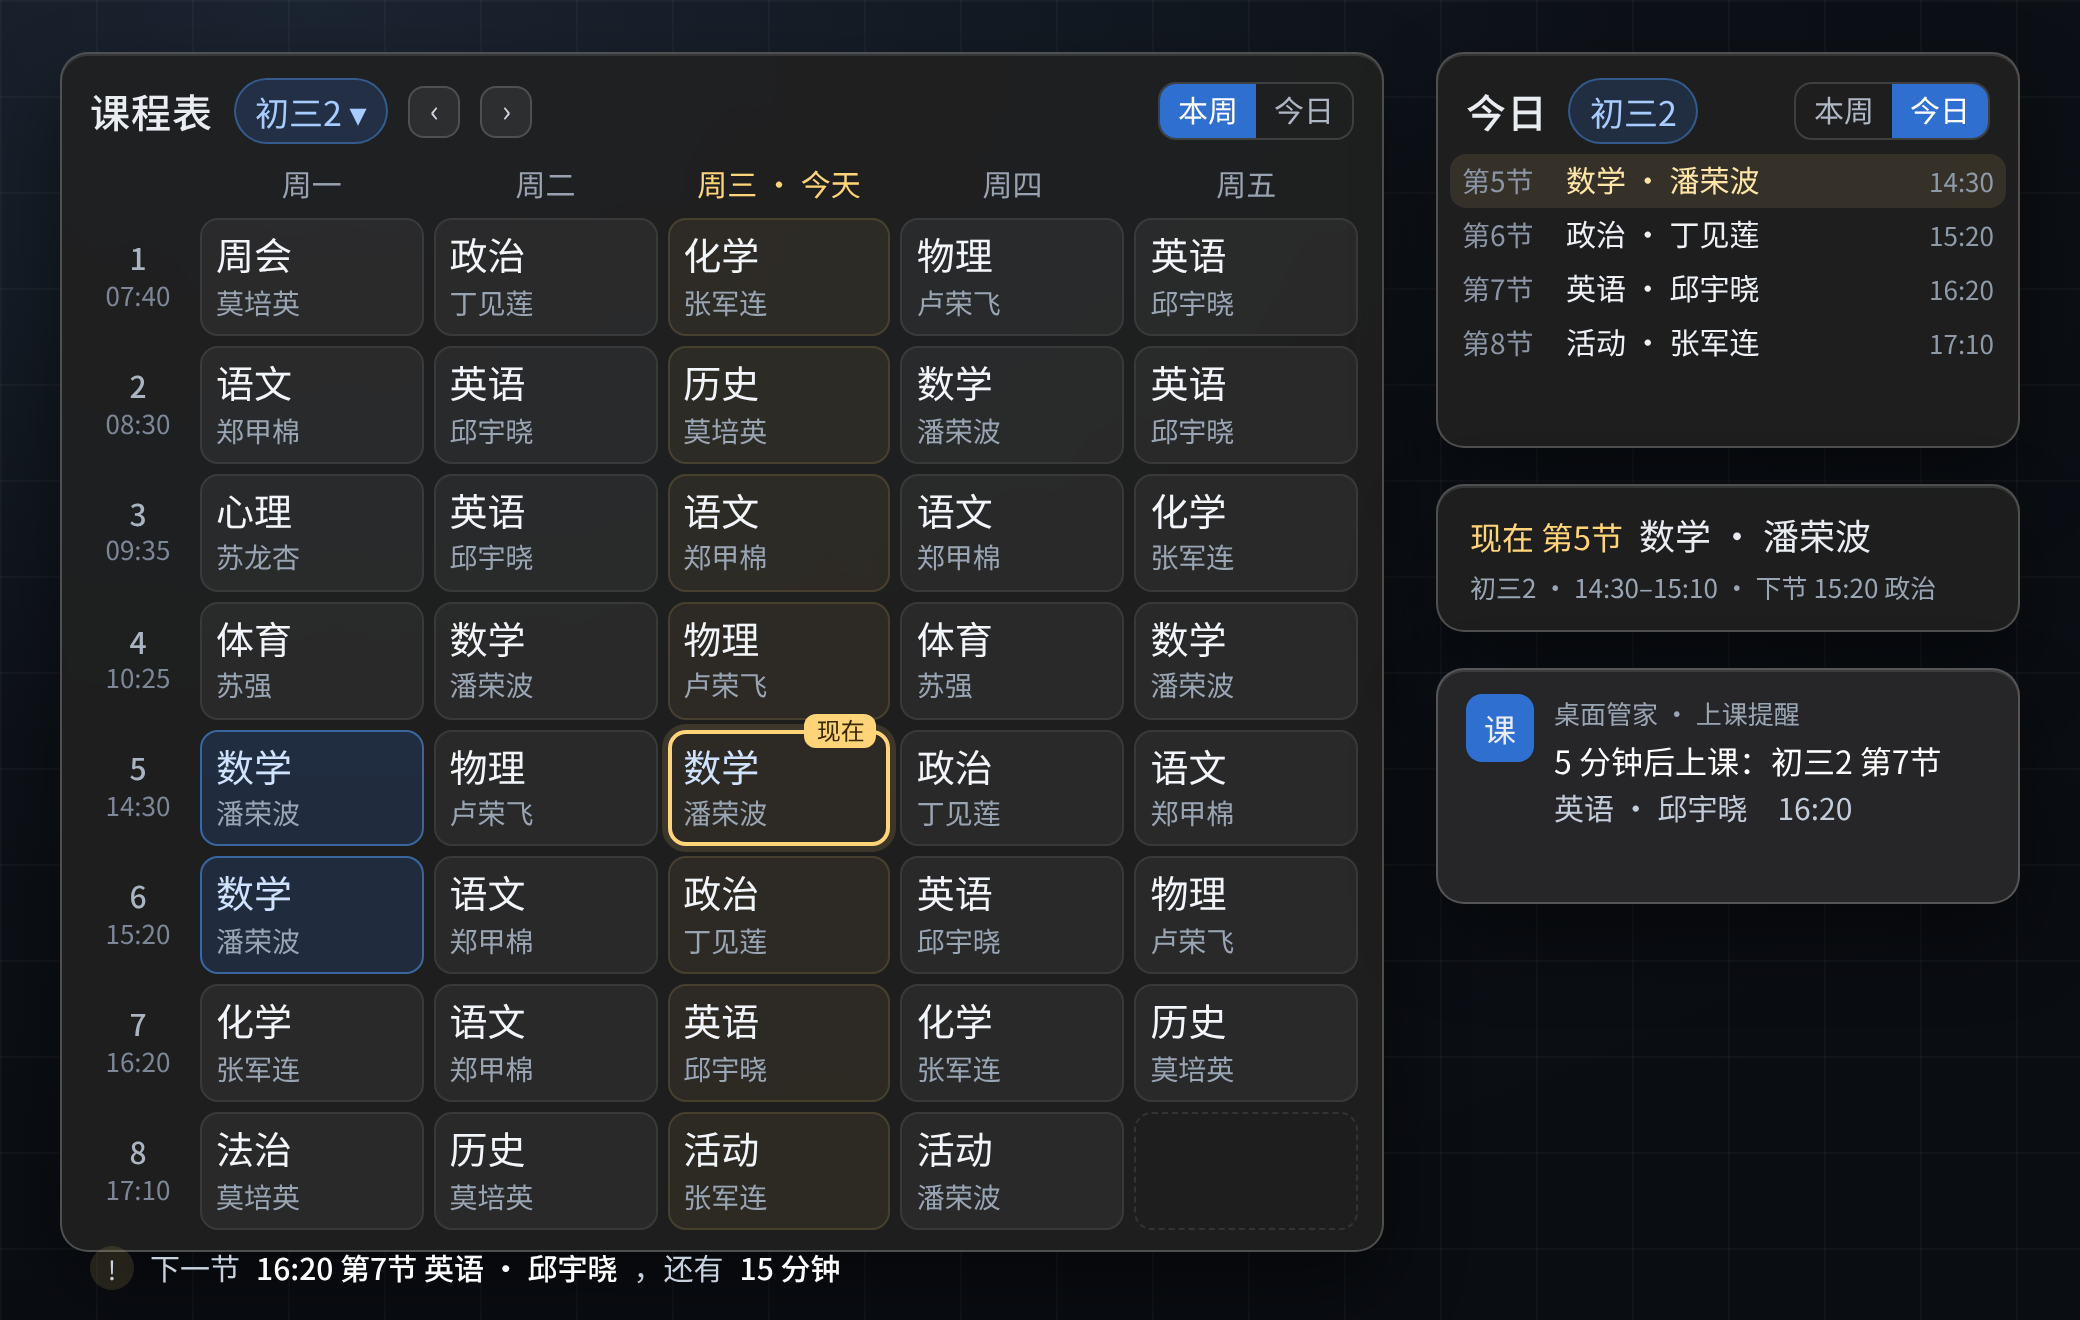 课程表 初三2 ▾ ‹ › 本周 今日
周一 周二 周三 · 今天 周四 周五
1 周会 政治 化学 物理 英语
07:40 莫培英 丁见莲 张军连 卢荣飞 邱宇晓
2 语文 英语 历史 数学 英语
08:30 郑甲棉 邱宇晓 莫培英 潘荣波 邱宇晓
3 心理 英语 语文 语文 化学
09:35 苏龙杏 邱宇晓 郑甲棉 郑甲棉 张军连
4 体育 数学 物理 体育 数学
10:25 苏强 潘荣波 卢荣飞 苏强 潘荣波
现在
5 数学 物理 数学 政治 语文
14:30 潘荣波 卢荣飞 潘荣波 丁见莲 郑甲棉
6 数学 语文 政治 英语 物理
15:20 潘荣波 郑甲棉 丁见莲 邱宇晓 卢荣飞
7 化学 语文 英语 化学 历史
16:20 张军连 郑甲棉 邱宇晓 张军连 莫培英
8 法治 历史 活动 活动
17:10 莫培英 莫培英 张军连 潘荣波
! 下一节 16:20 第7节 英语 · 邱宇晓 ，还有 15 分钟
今日 初三2 本周 今日
第5节 数学 · 潘荣波 14:30
第6节 政治 · 丁见莲 15:20
第7节 英语 · 邱宇晓 16:20
第8节 活动 · 张军连 17:10
现在 第5节 数学 · 潘荣波
初三2 · 14:30–15:10 · 下节 15:20 政治
课 桌面管家 · 上课提醒
5 分钟后上课：初三2 第7节
英语 · 邱宇晓 16:20